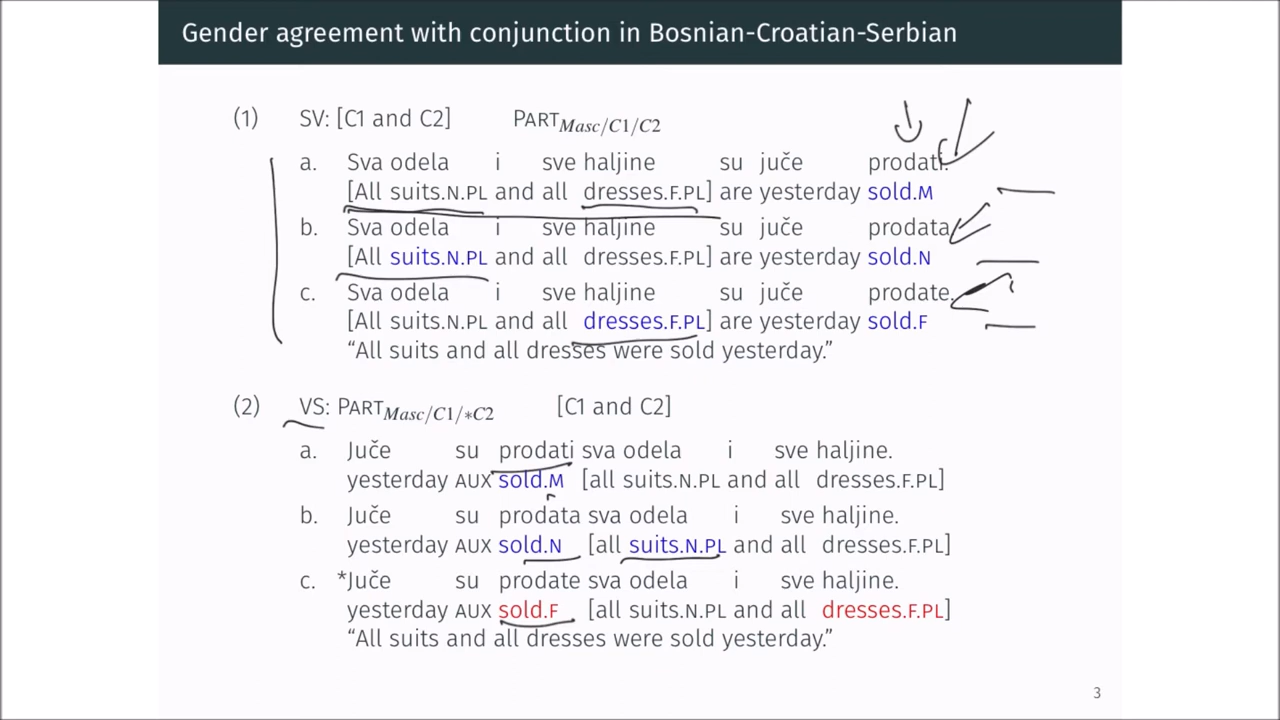 Gender agreement with conjunction in Bosnian-Croatian-Serbian
(1) SV: [C1 and C2] PART Masc/C1/C2
a. Sva odela i sve haljine su juče prodati.
[All suits.N.PL and all dresses.F.PL] are yesterday sold.M
b. Sva odela i sve haljine su juče prodata.
[All suits.N.PL and all dresses.F.PL] are yesterday sold.N
c. Sva odela i sve haljine su juče prodate.
[All suits.N.PL and all dresses.F.PL] are yesterday sold.F
“All suits and all dresses were sold yesterday.”
(2) VS: PART Masc/C1/∗C2 [C1 and C2]
a. Juče su prodati sva odela i sve haljine.
yesterday AUX sold.M [all suits.N.PL and all dresses.F.PL]
b. Juče su prodata sva odela i sve haljine.
yesterday AUX sold.N [all suits.N.PL and all dresses.F.PL]
c. *Juče su prodate sva odela i sve haljine.
yesterday AUX sold.F [all suits.N.PL and all dresses.F.PL]
“All suits and all dresses were sold yesterday.”
3